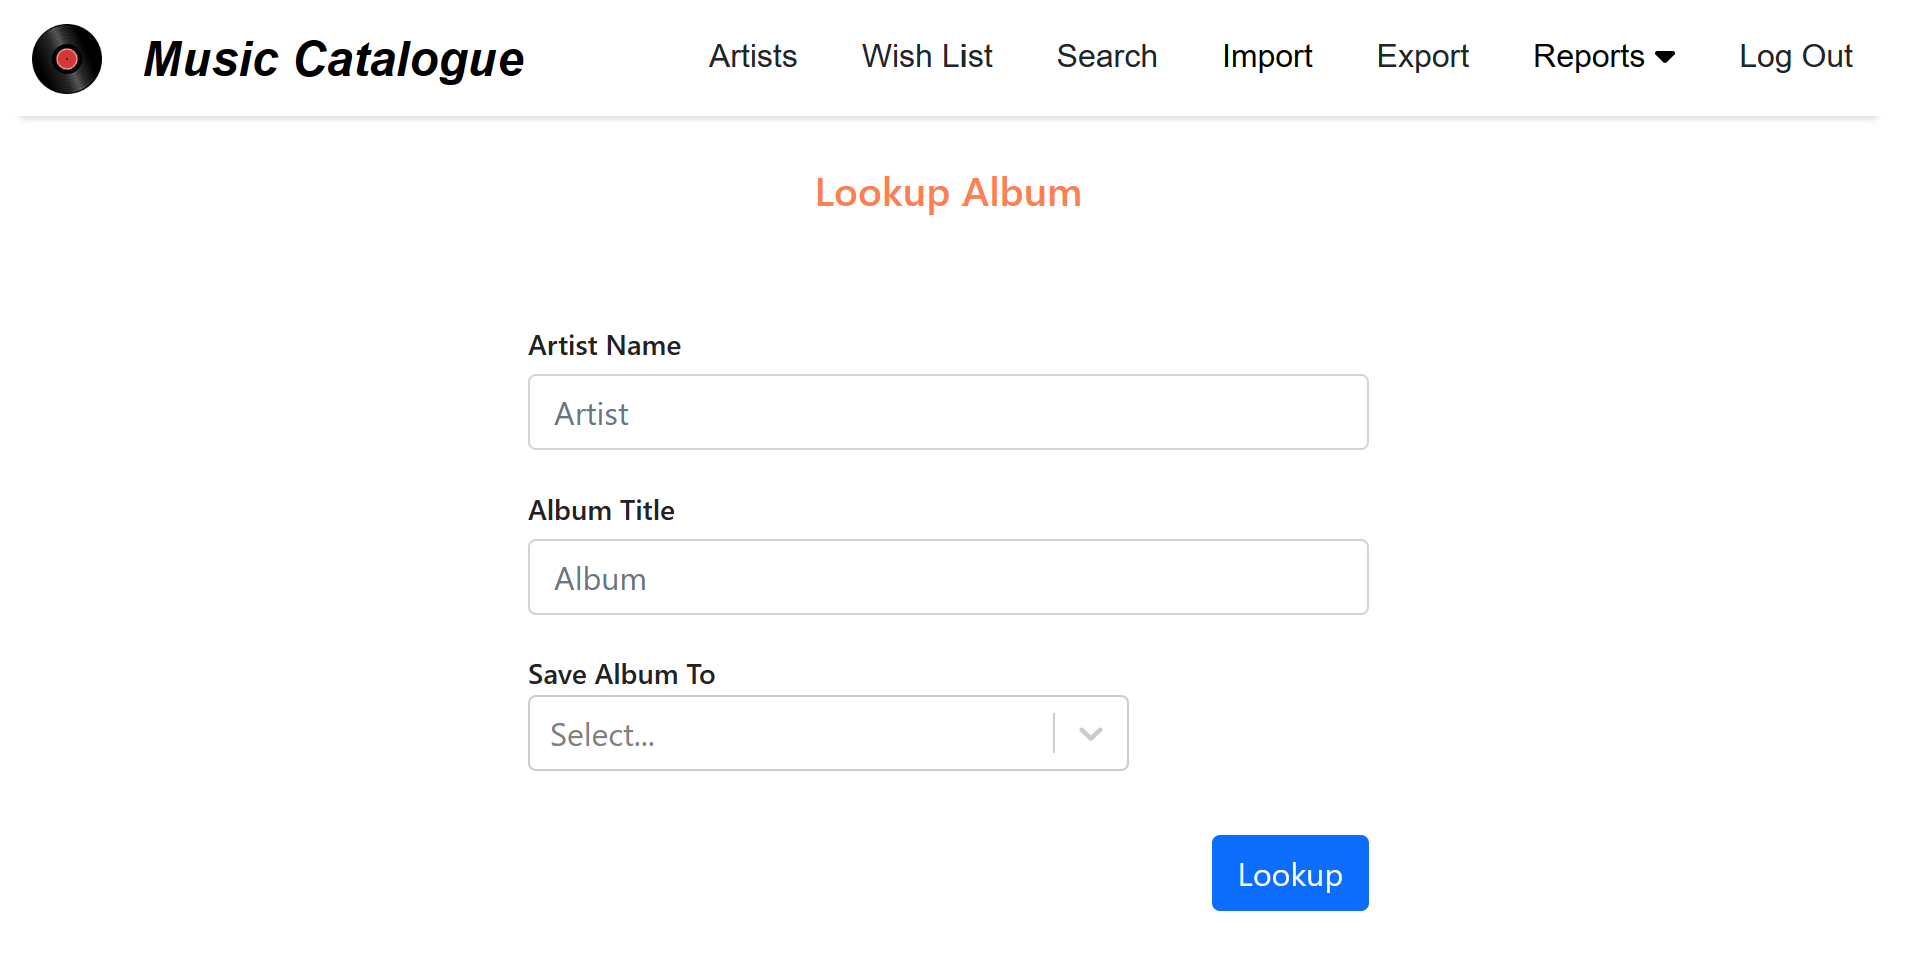 Music Catalogue Artists Wish List Search Import Export Reports Log Out
Lookup Album
Artist Name
Artist
Album Title
Album
Save Album To
Select...
Lookup